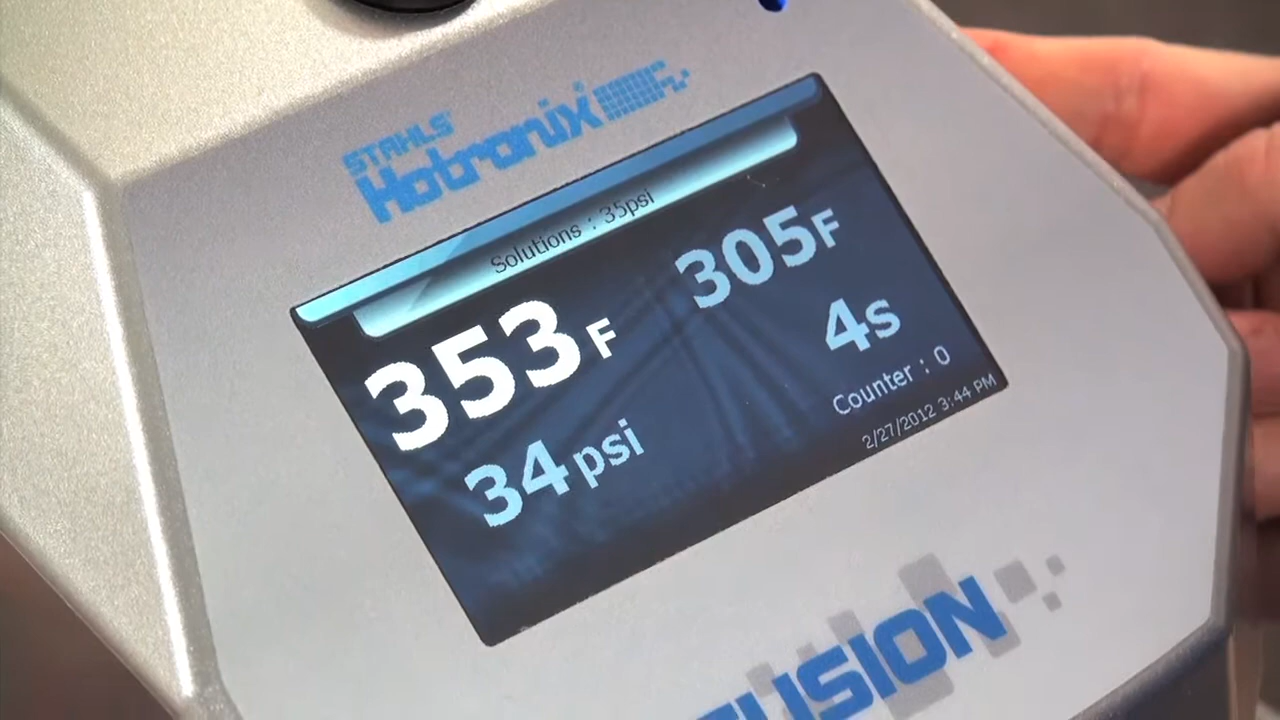 STAHLS'
Hotronix
Solutions : 35psi
353F
305F
4s
34psi
Counter : 0
2/27/2012 3:44 PM
FUSION